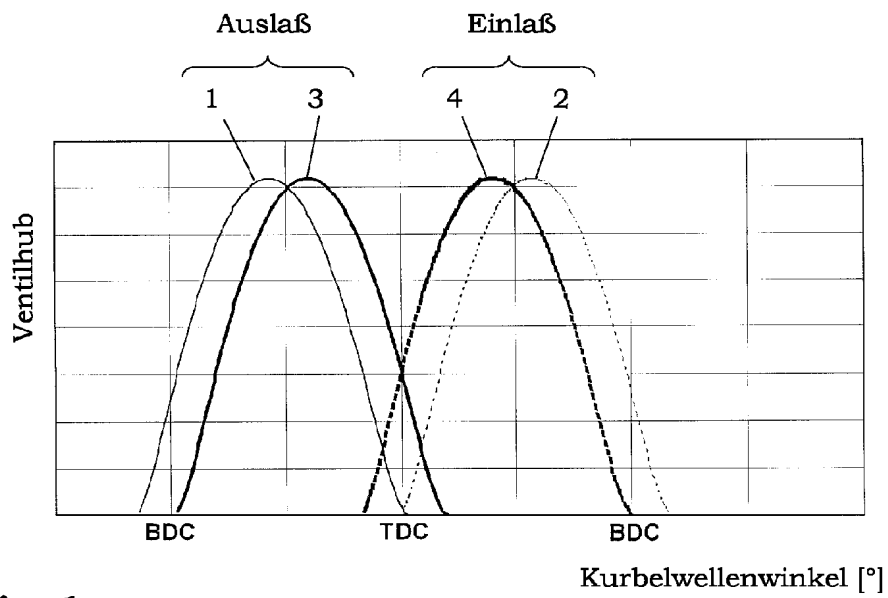 Auslaß Einlaß
1 3 4 2
Ventilhub
BDC TDC BDC
Kurbelwellenwinkel [°]